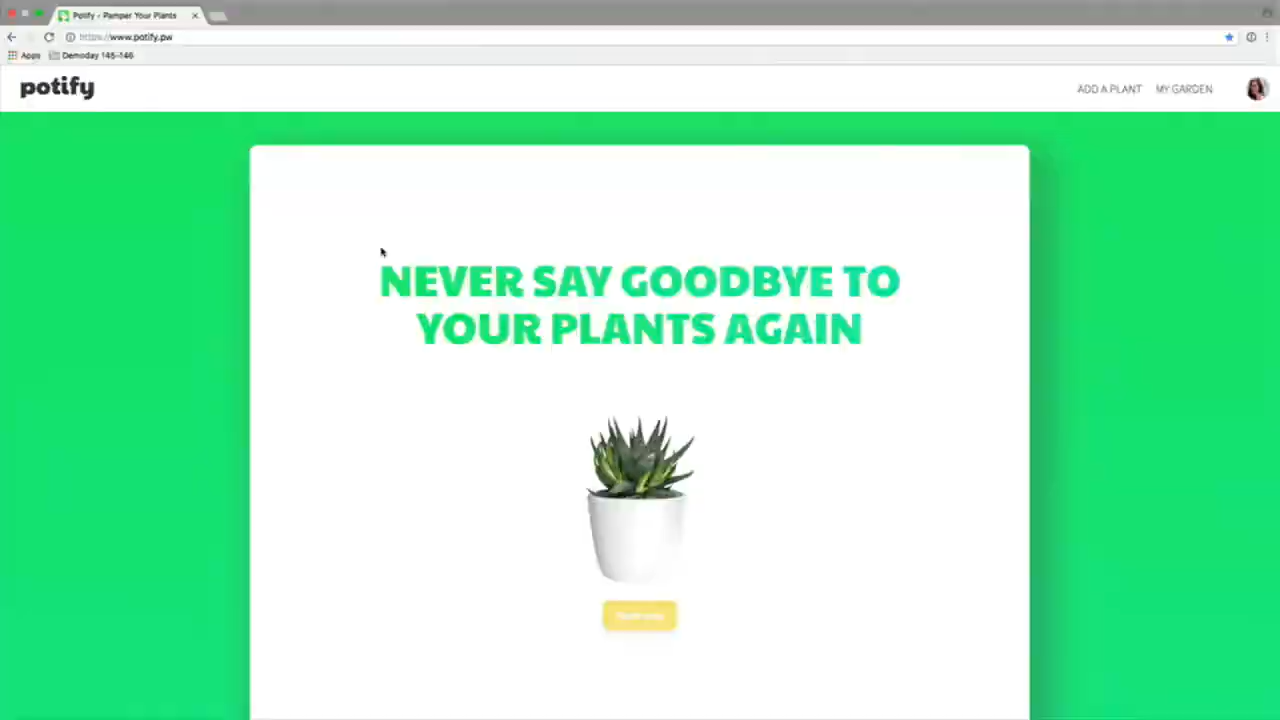 Potify - Pamper Your Plants
https://www.potify.pw
Apps
Demoday 145-146
potify
ADD A PLANT
MY GARDEN
NEVER SAY GOODBYE TO
YOUR PLANTS AGAIN